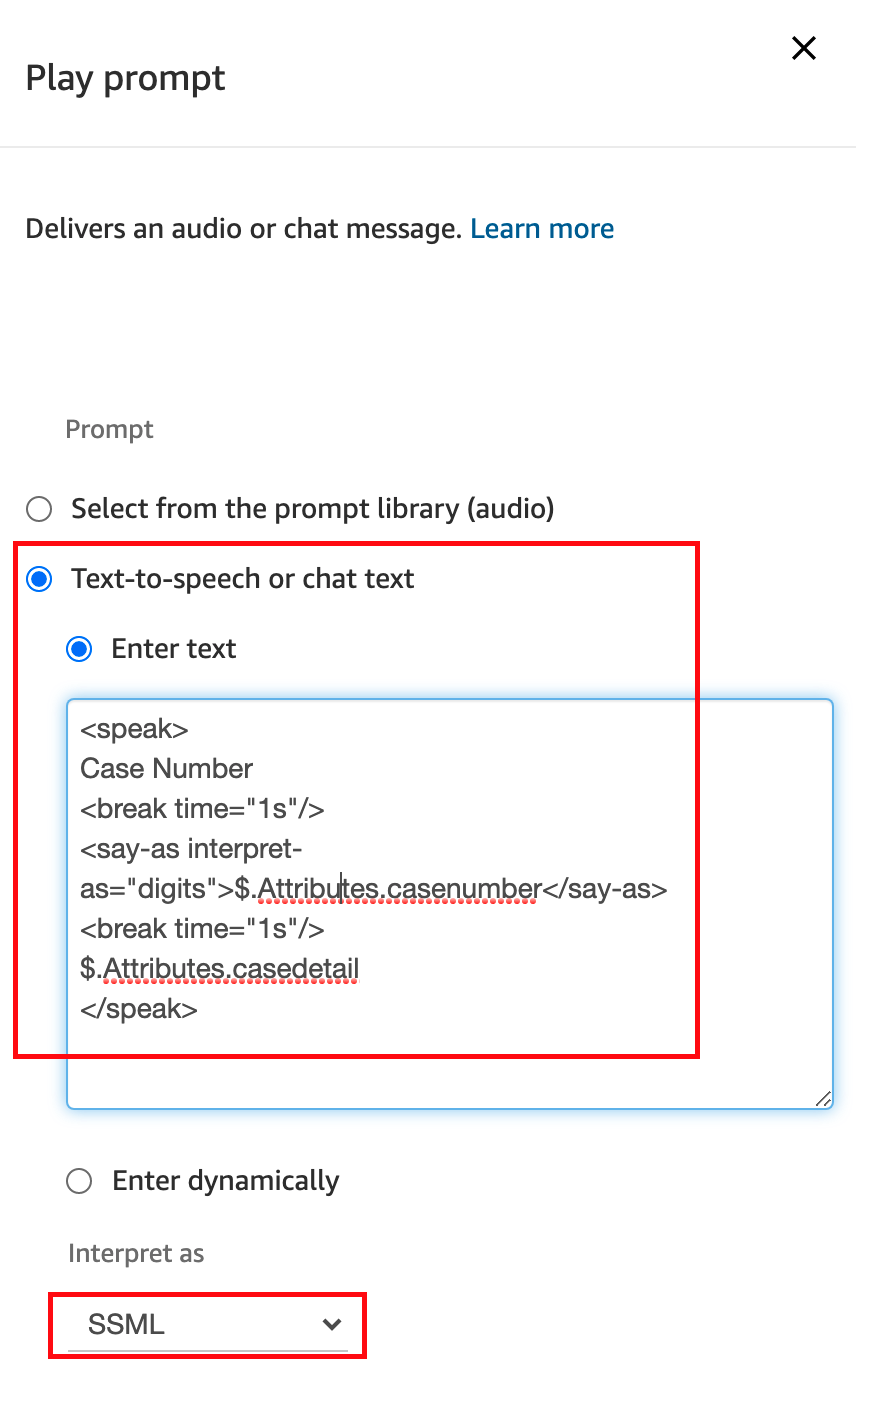 Play prompt
Delivers an audio or chat message. Learn more
Prompt
Select from the prompt library (audio)
Text-to-speech or chat text
Enter text
<speak>
Case Number
<break time="1s"/>
<say-as interpret-
as="digits">$.Attributes.casenumber</say-as>
<break time="1s"/>
$.Attributes.casedetail
</speak>
Enter dynamically
Interpret as
SSML